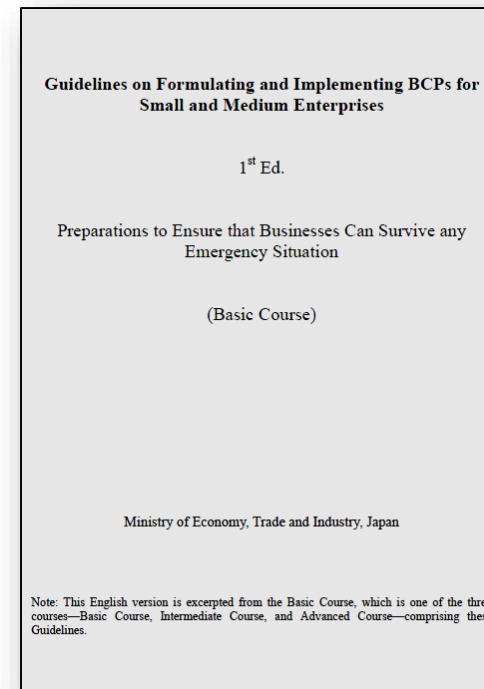 Guidelines on Formulating and Implementing BCPs for
Small and Medium Enterprises
1st Ed.
Preparations to Ensure that Businesses Can Survive any
Emergency Situation
(Basic Course)
Ministry of Economy, Trade and Industry, Japan
Note: This English version is excerpted from the Basic Course, which is one of the
courses—Basic Course, Intermediate Course, and Advanced Course—comprising
Guidelines.